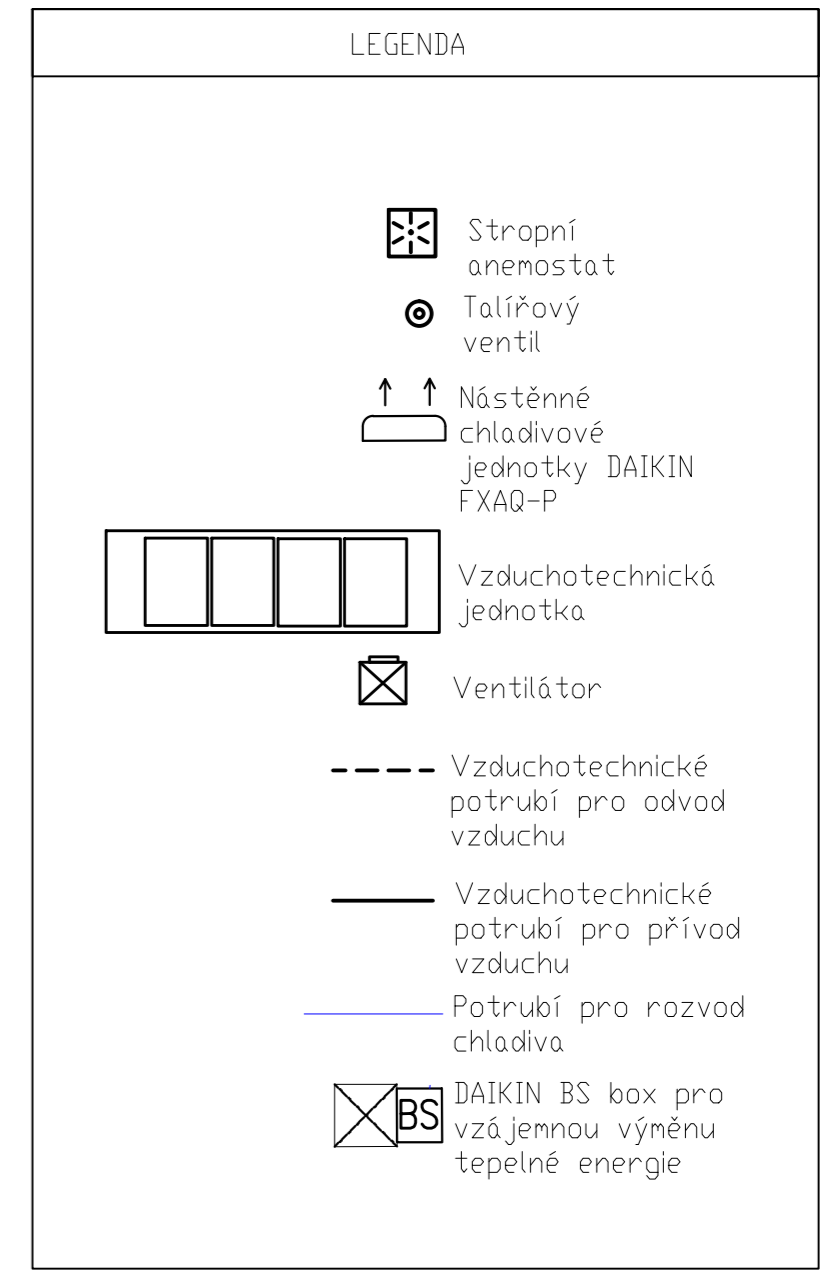 LEGENDA
Stropní
anemostat
Talířový
ventil
Nástěnné
chladivové
jednotky DAIKIN
FXAQ-P
Vzduchotechnická
jednotka
Ventilátor
Vzduchotechnické
potrubí pro odvod
vzduchu
Vzduchotechnické
potrubí pro přívod
vzduchu
Potrubí pro rozvod
chladiva
BS
DAIKIN BS box pro
vzájemnou výměnu
tepelné energie